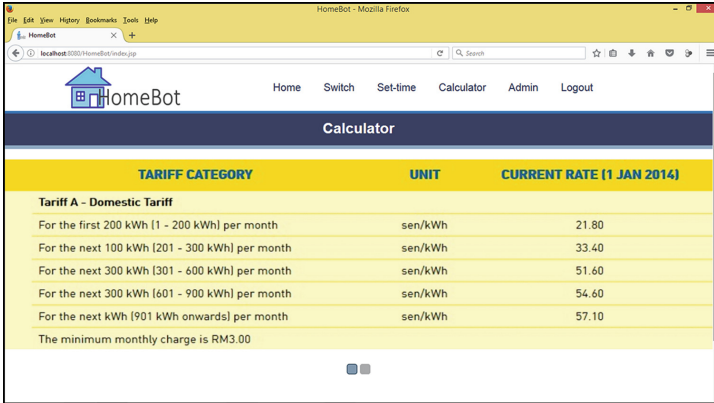 HomeBot - Mozilla Firefox
File Edit View History Bookmarks Tools Help
HomeBot
localhost:8080/HomeBot/index.jsp
Search
HomeBot
Home Switch Set-time Calculator Admin Logout
Calculator
TARIFF CATEGORY UNIT CURRENT RATE (1 JAN 2014)
Tariff A - Domestic Tariff
For the first 200 kWh (1 - 200 kWh) per month sen/kWh 21.80
For the next 100 kWh (201 - 300 kWh) per month sen/kWh 33.40
For the next 300 kWh (301 - 600 kWh) per month sen/kWh 51.60
For the next 300 kWh (601 - 900 kWh) per month sen/kWh 54.60
For the next kWh (901 kWh onwards) per month sen/kWh 57.10
The minimum monthly charge is RM3.00